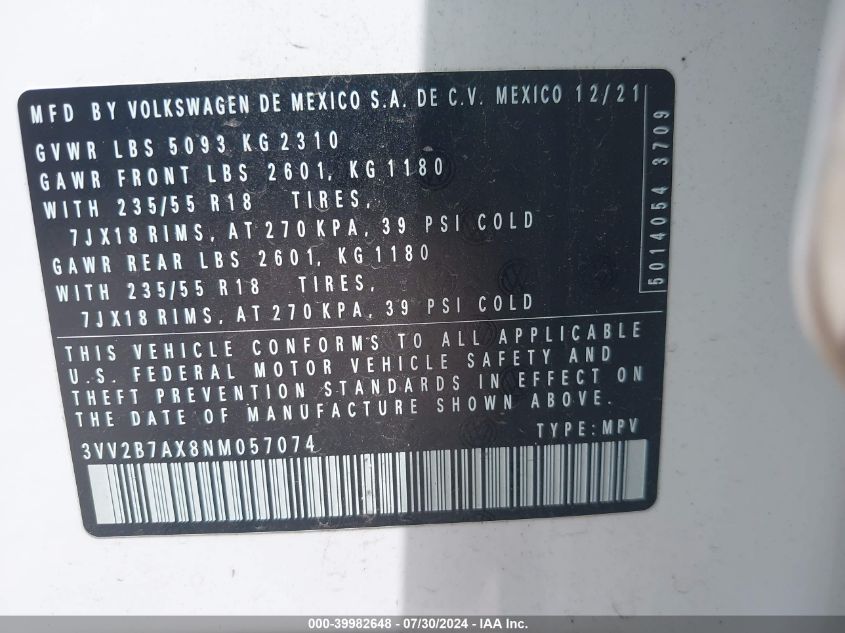 MFD BY VOLKSWAGEN DE MEXICO S.A. DE C.V. MEXICO 12/21
GVWR LBS 5093 KG 2310
GAWR FRONT LBS 2601, KG 1180
WITH 235/55 R18 TIRES,
7JX18 RIMS, AT 270 KPA, 39 PSI COLD
GAWR REAR LBS 2601, KG 1180
WITH 235/55 R18 TIRES,
7JX18 RIMS, AT 270 KPA, 39 PSI COLD
5014054 3709
THIS VEHICLE CONFORMS TO ALL APPLICABLE
U.S. FEDERAL MOTOR VEHICLE SAFETY AND
THEFT PREVENTION STANDARDS IN EFFECT ON
THE DATE OF MANUFACTURE SHOWN ABOVE.
TYPE: MPV
3VV2B7AX8NM057074
000-39982648 - 07/30/2024 - IAA Inc.